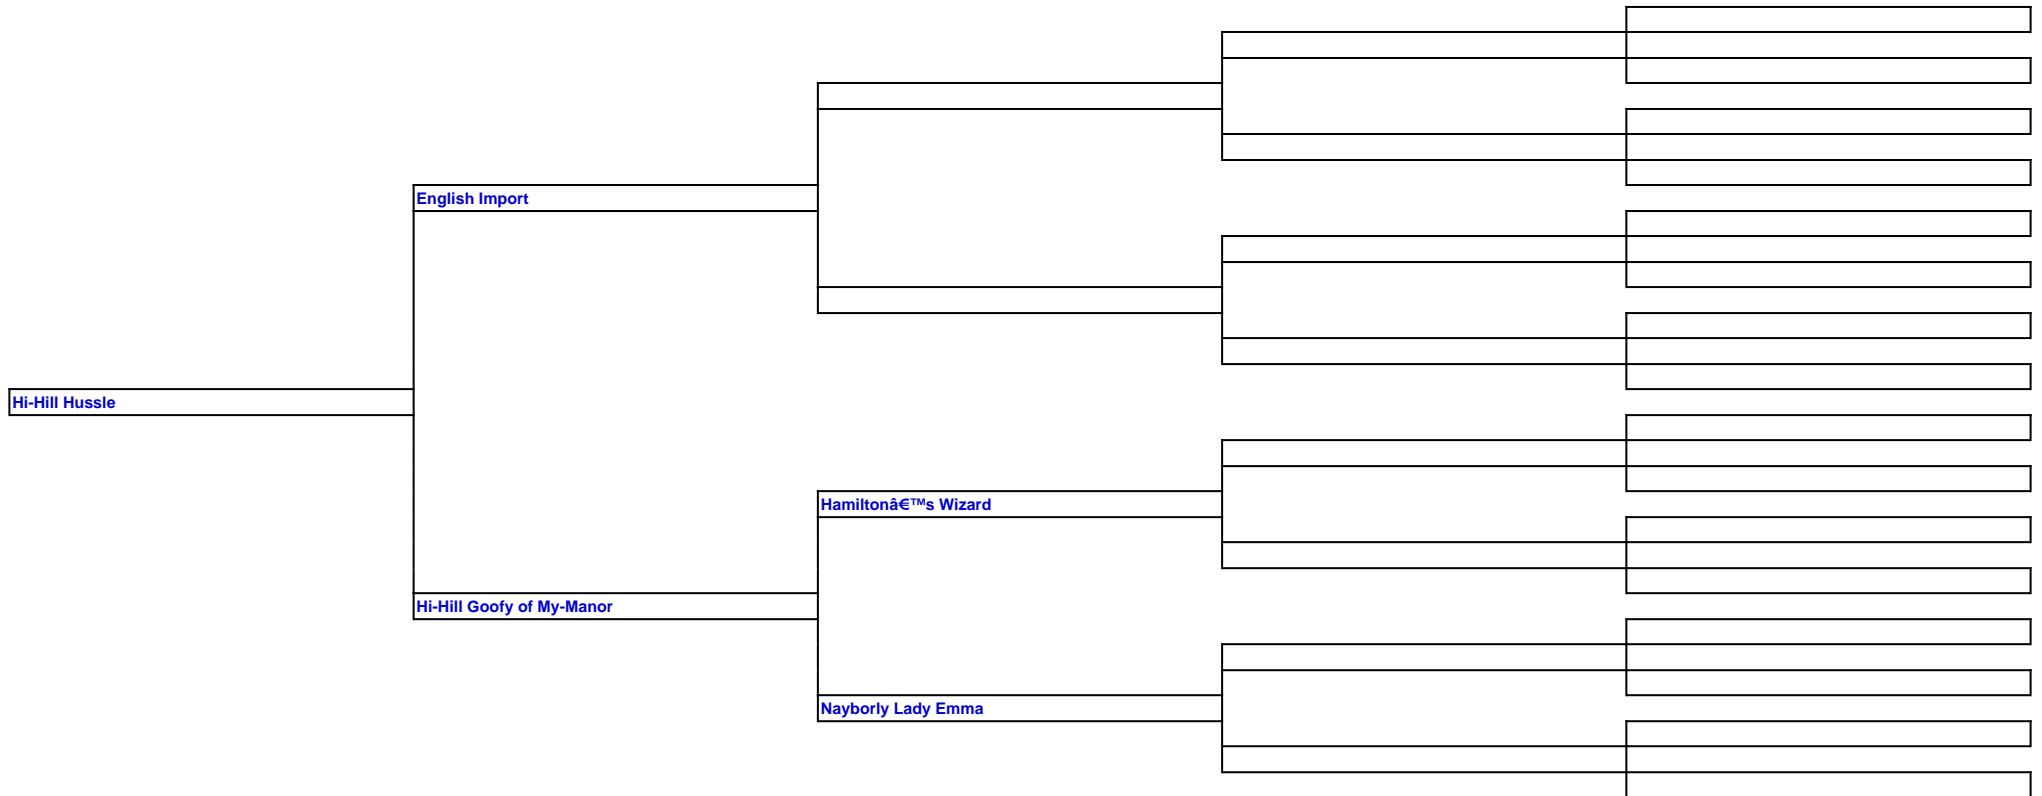 English Import
Hi-Hill Hussle
Hamiltonâ€™s Wizard
Hi-Hill Goofy of My-Manor
Nayborly Lady Emma